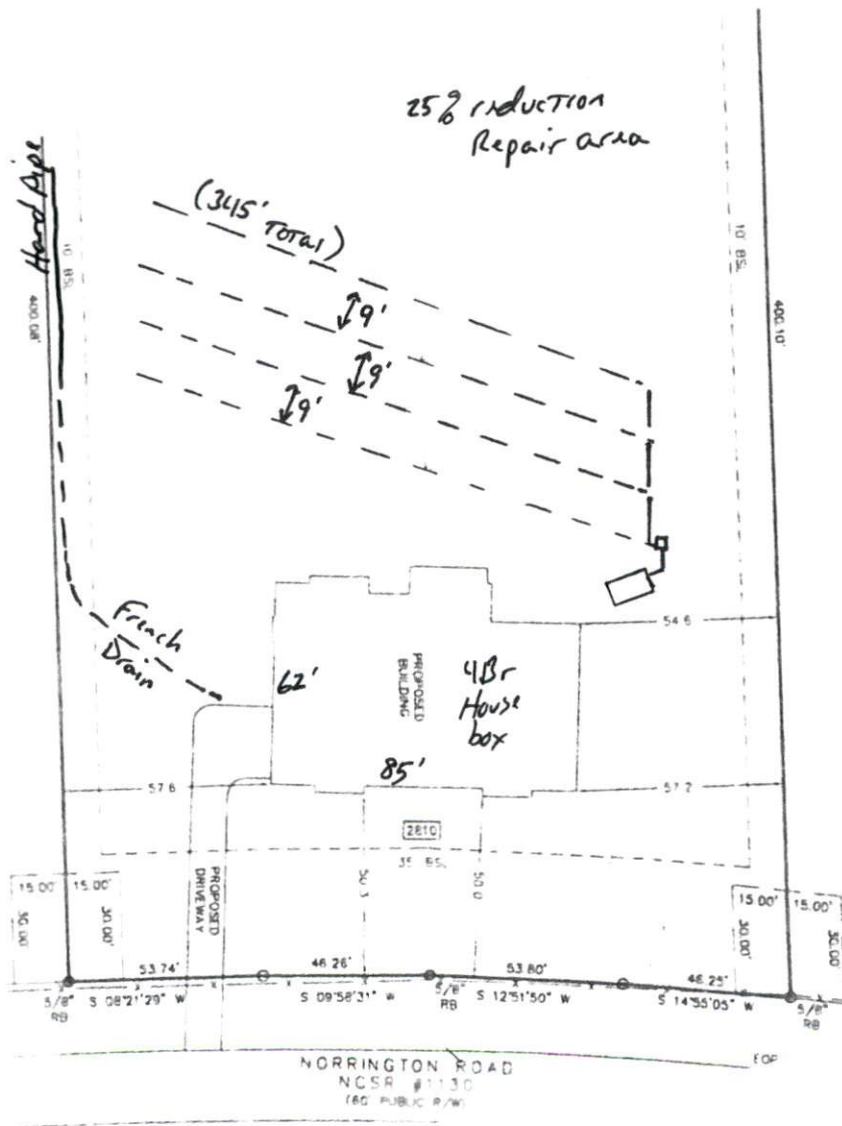 25% reduction
Repair area
Hard Pipe
(345' Total)
10' BSL
10' BSL
400.08'
400.10'
9'
9'
9'
French
Drain
62'
PROPOSED
BUILDING
4Br
House
box
85'
54.6
57.6
57.2
2810
35' BSL
PROPOSED
DRIVEWAY
50.3
50.0
15.00' 15.00'
30.00'
30.00'
15.00' 15.00'
30.00'
30.00'
53.74'
46.26'
53.80'
46.25'
5/8"
RB
S 08°21'29" W
S 09°58'31" W
5/8"
RB
S 12°51'50" W
S 14°55'05" W
5/8"
RB
NORRINGTON ROAD
NCSR #1130
(60' PUBLIC R/W)
EOP